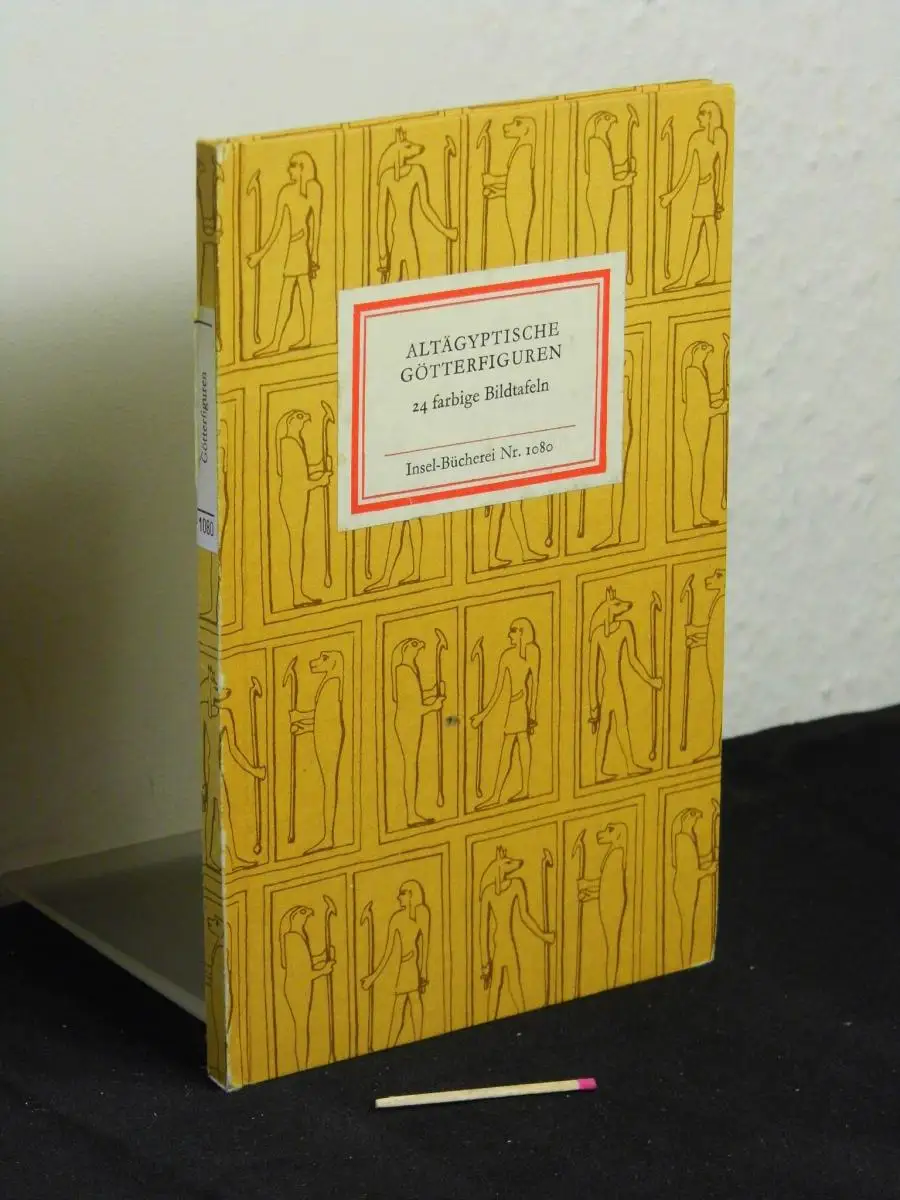 ALTÄGYPTISCHE
GÖTTERFIGUREN
24 farbige Bildtafeln
Insel-Bücherei Nr. 1080
Götterfiguren
1080